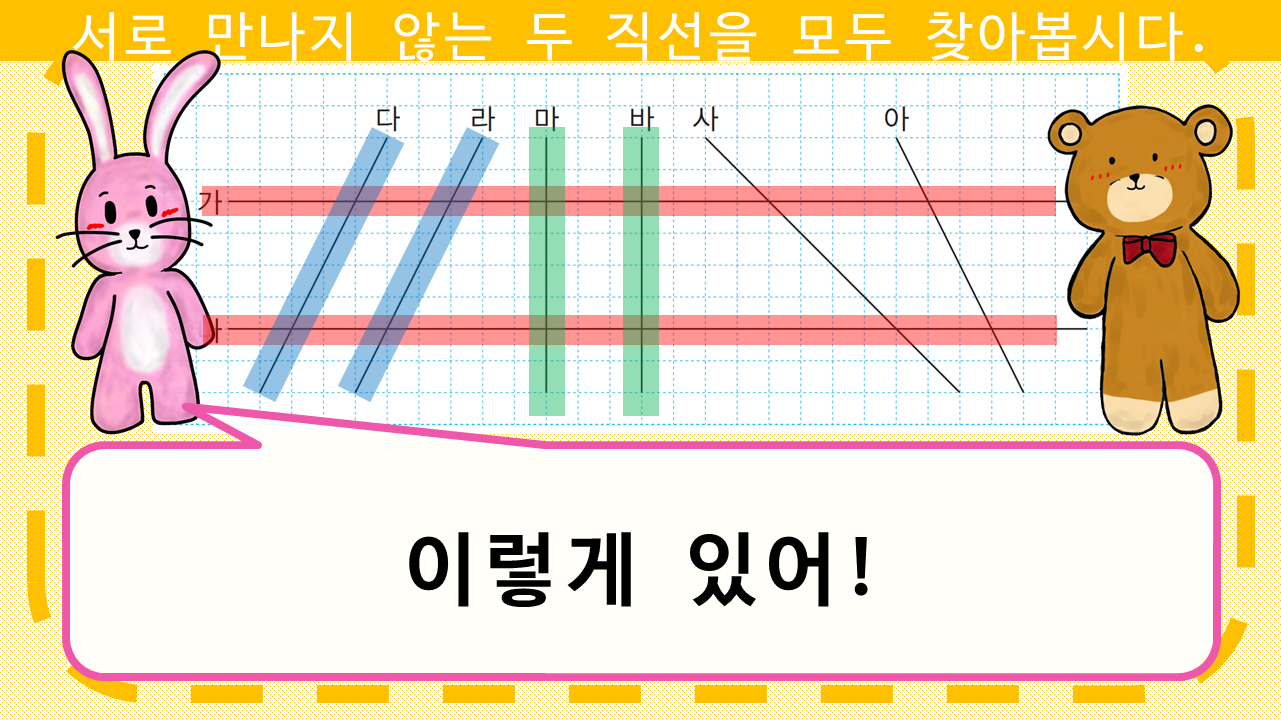 서로 만나지 않는 두 직선을 모두 찾아봅시다.
다 라 마 바 사 아
가
이렇게 있어!